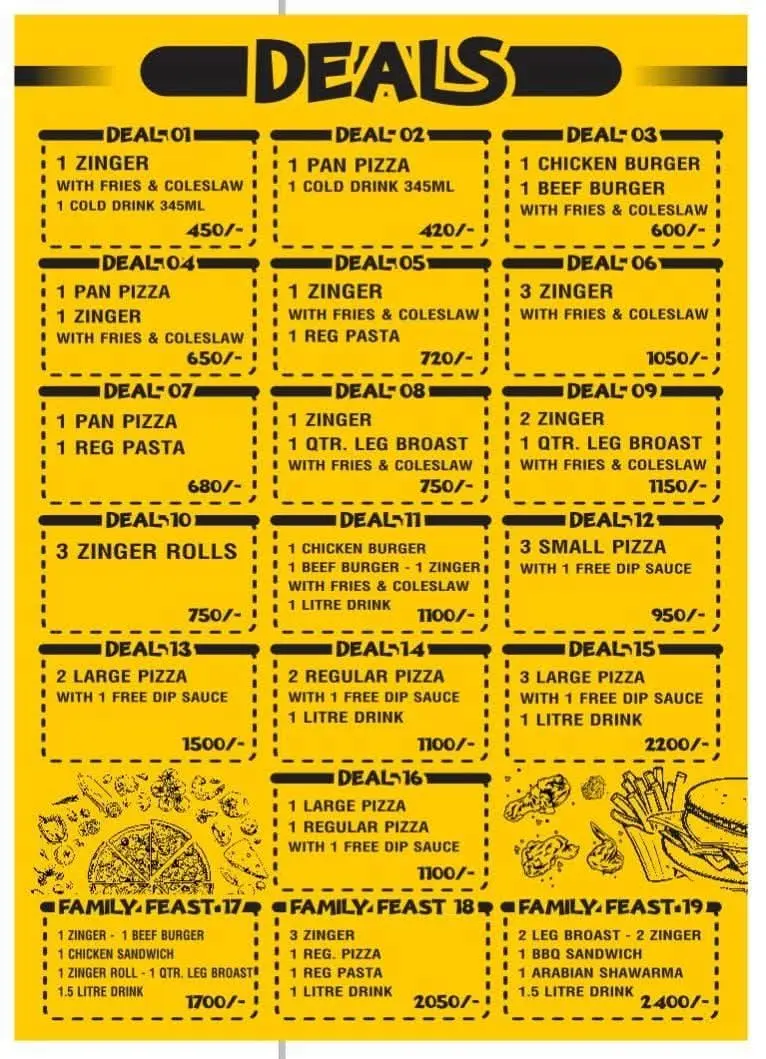 DEALS
DEAL-01
1 ZINGER
WITH FRIES & COLESLAW
1 COLD DRINK 345ML
450/-
DEAL-02
1 PAN PIZZA
1 COLD DRINK 345ML
420/-
DEAL-03
1 CHICKEN BURGER
1 BEEF BURGER
WITH FRIES & COLESLAW
600/-
DEAL-04
1 PAN PIZZA
1 ZINGER
WITH FRIES & COLESLAW
650/-
DEAL-05
1 ZINGER
WITH FRIES & COLESLAW
1 REG PASTA
720/-
DEAL-06
3 ZINGER
WITH FRIES & COLESLAW
1050/-
DEAL-07
1 PAN PIZZA
1 REG PASTA
680/-
DEAL-08
1 ZINGER
1 QTR. LEG BROAST
WITH FRIES & COLESLAW
750/-
DEAL-09
2 ZINGER
1 QTR. LEG BROAST
WITH FRIES & COLESLAW
1150/-
DEAL-10
3 ZINGER ROLLS
750/-
DEAL-11
1 CHICKEN BURGER
1 BEEF BURGER - 1 ZINGER
WITH FRIES & COLESLAW
1 LITRE DRINK
1100/-
DEAL-12
3 SMALL PIZZA
WITH 1 FREE DIP SAUCE
950/-
DEAL-13
2 LARGE PIZZA
WITH 1 FREE DIP SAUCE
1500/-
DEAL-14
2 REGULAR PIZZA
WITH 1 FREE DIP SAUCE
1 LITRE DRINK
1100/-
DEAL-15
3 LARGE PIZZA
WITH 1 FREE DIP SAUCE
1 LITRE DRINK
2200/-
DEAL-16
1 LARGE PIZZA
1 REGULAR PIZZA
WITH 1 FREE DIP SAUCE
1100/-
FAMILY FEAST-17
1 ZINGER - 1 BEEF BURGER
1 CHICKEN SANDWICH
1 ZINGER ROLL - 1 QTR. LEG BROAST
1.5 LITRE DRINK
1700/-
FAMILY FEAST 18
3 ZINGER
1 REG. PIZZA
1 REG PASTA
1 LITRE DRINK
2050/-
FAMILY FEAST-19
2 LEG BROAST - 2 ZINGER
1 BBQ SANDWICH
1 ARABIAN SHAWARMA
1.5 LITRE DRINK
2400/-